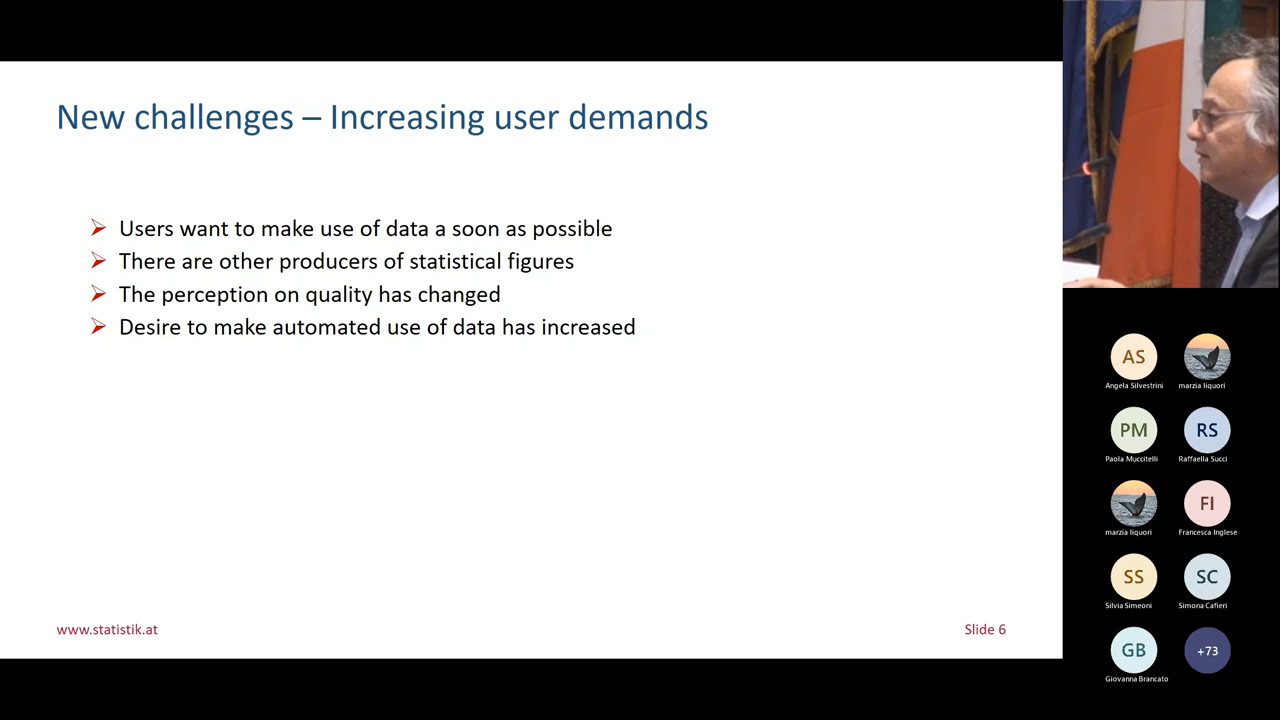 New challenges – Increasing user demands
Users want to make use of data a soon as possible
There are other producers of statistical figures
The perception on quality has changed
Desire to make automated use of data has increased
www.statistik.at
Slide 6
AS
Angela Silvestrini
marzia liquori
PM
Paola Muccitelli
RS
Raffaella Succi
marzia liquori
FI
Francesca Inglese
SS
Silvia Simeoni
SC
Simona Cafieri
GB
Giovanna Brancato
+73